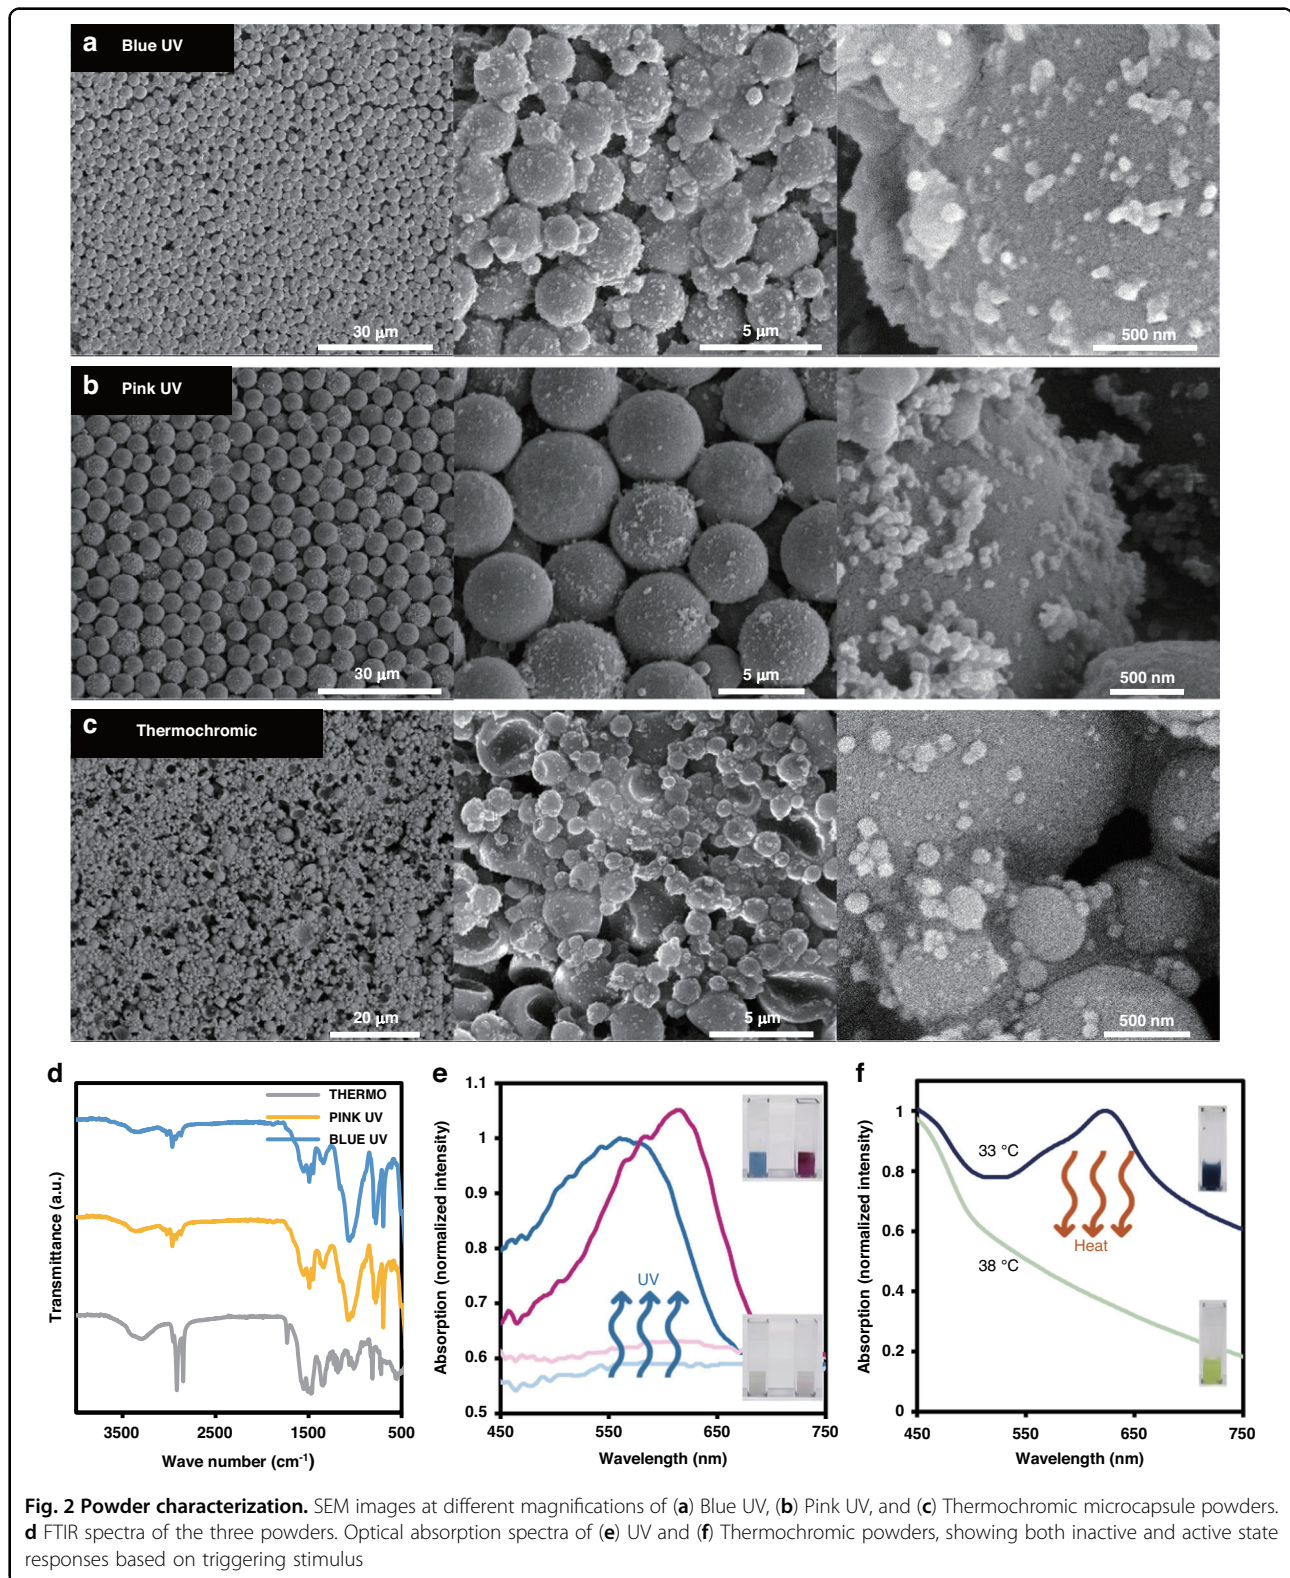 a Blue UV
30 μm
5 μm
500 nm
b Pink UV
30 μm
5 μm
500 nm
c Thermochromic
20 μm
5 μm
500 nm
d
THERMO
PINK UV
BLUE UV
Transmittance (a.u.)
3500
2500
1500
500
Wave number (cm⁻¹)
e
1.1
1
0.9
0.8
0.7
0.6
0.5
Absorption (normalized intensity)
UV
450
550
650
750
Wavelength (nm)
f
1
0.8
0.6
0.4
0.2
0
Absorption (normalized intensity)
33 °C
Heat
38 °C
450
550
650
750
Wavelength (nm)
Fig. 2 Powder characterization. SEM images at different magnifications of (a) Blue UV, (b) Pink UV, and (c) Thermochromic microcapsule powders.
d FTIR spectra of the three powders. Optical absorption spectra of (e) UV and (f) Thermochromic powders, showing both inactive and active state
responses based on triggering stimulus